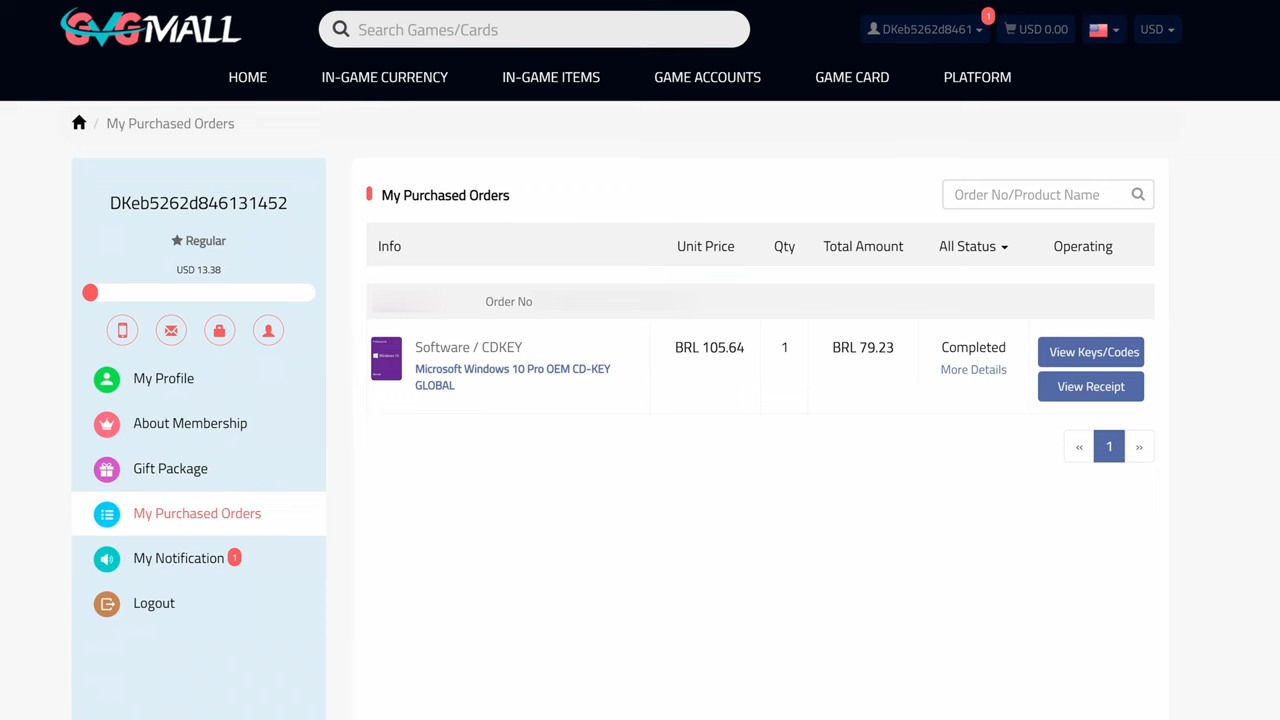 GVGMALL
Search Games/Cards
DKeb5262d8461
1
USD 0.00
USD
HOME
IN-GAME CURRENCY
IN-GAME ITEMS
GAME ACCOUNTS
GAME CARD
PLATFORM
/ My Purchased Orders
DKeb5262d846131452
Regular
USD 13.38
My Profile
About Membership
Gift Package
My Purchased Orders
My Notification 1
Logout
My Purchased Orders
Order No/Product Name
Info
Unit Price
Qty
Total Amount
All Status
Operating
Order No
Windows 10
Software / CDKEY
Microsoft Windows 10 Pro OEM CD-KEY
GLOBAL
BRL 105.64
1
BRL 79.23
Completed
More Details
View Keys/Codes
View Receipt
« 1 »